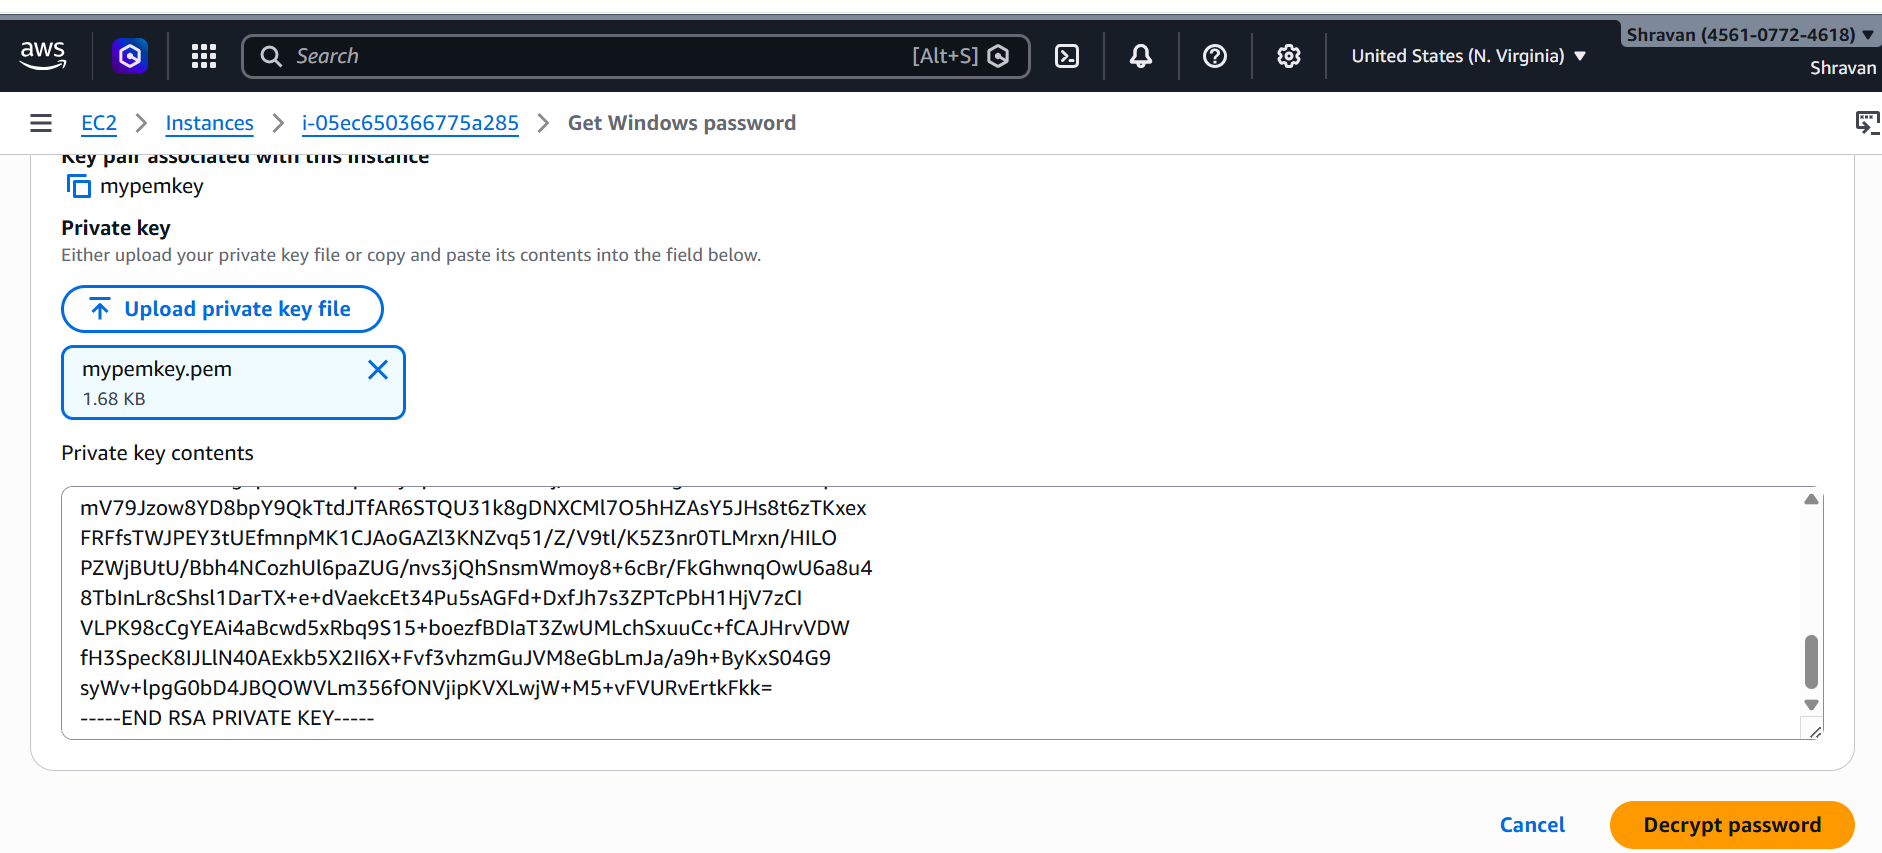 aws
Search
[Alt+S]
United States (N. Virginia)
Shravan (4561-0772-4618)
Shravan
EC2
Instances
i-05ec650366775a285
Get Windows password
Key pair associated with this instance
mypemkey
Private key
Either upload your private key file or copy and paste its contents into the field below.
Upload private key file
mypemkey.pem
1.68 KB
Private key contents
mV79Jzow8YD8bpY9QkTtdJTfAR6STQU31k8gDNXCMl7O5hHZAsY5JHs8t6zTKxex
FRFfsTWJPEY3tUEfmnpMK1CJAoGAZl3KNZvq51/Z/V9tl/K5Z3nr0TLMrxn/HILO
PZWjBUtU/Bbh4NCozhUl6paZUG/nvs3jQhSnsmWmoy8+6cBr/FkGhwnqOwU6a8u4
8TbInLr8cShsl1DarTX+e+dVaekcEt34Pu5sAGFd+DxfJh7s3ZPTcPbH1HjV7zCI
VLPK98cCgYEAi4aBcwd5xRbq9S15+boezfBDIaT3ZwUMLchSxuuCc+fCAJHrvVDW
fH3SpecK8IJLlN40AExkb5X2II6X+Fvf3vhzmGuJVM8eGbLmJa/a9h+ByKxS04G9
syWv+lpgG0bD4JBQOWVLm356fONVjipKVXLwjW+M5+vFVURvErtkFkk=
-----END RSA PRIVATE KEY-----
Cancel
Decrypt password